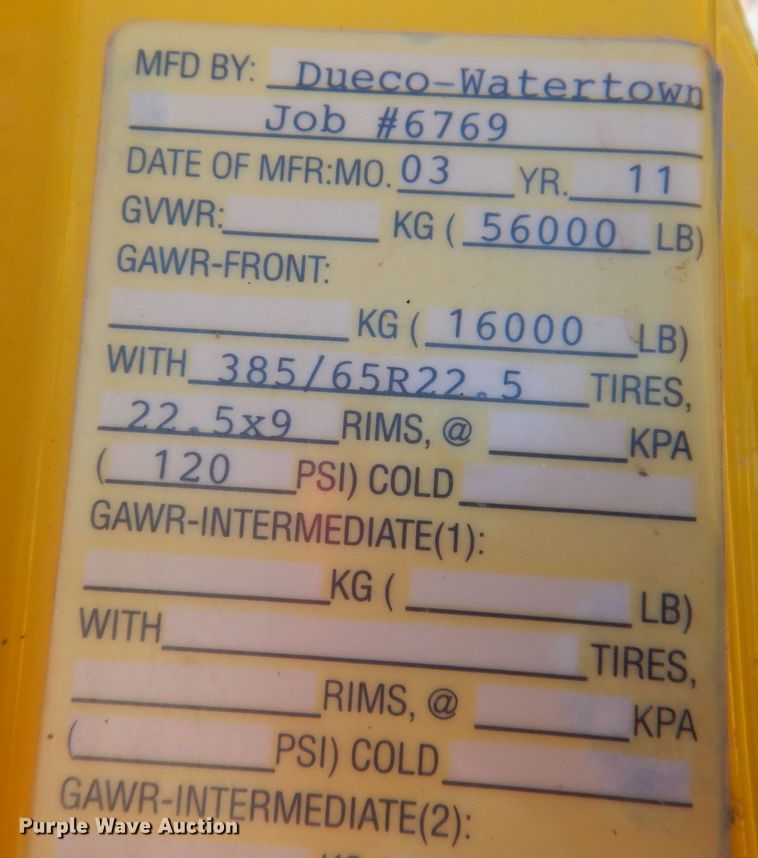 MFD BY: Dueco-Watertown
Job #6769
DATE OF MFR:MO. 03 YR. 11
GVWR: KG ( 56000 LB)
GAWR-FRONT:
KG ( 16000 LB)
WITH 385/65R22.5 TIRES,
22.5x9 RIMS, @ KPA
( 120 PSI) COLD
GAWR-INTERMEDIATE(1):
KG ( LB)
WITH TIRES,
RIMS, @ KPA
( PSI) COLD
GAWR-INTERMEDIATE(2):
Purple Wave Auction